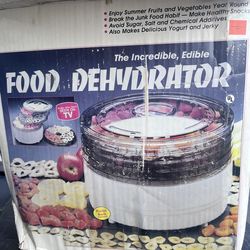 • Enjoy Summer Fruits and Vegetables Year Round
• Break the Junk Food Habit — Make Healthy Snacks
• Avoid Sugar, Salt and Chemical Additives
• Also Makes Delicious Yogurt and Jerky
The Incredible, Edible
FOOD DEHYDRATOR
TV